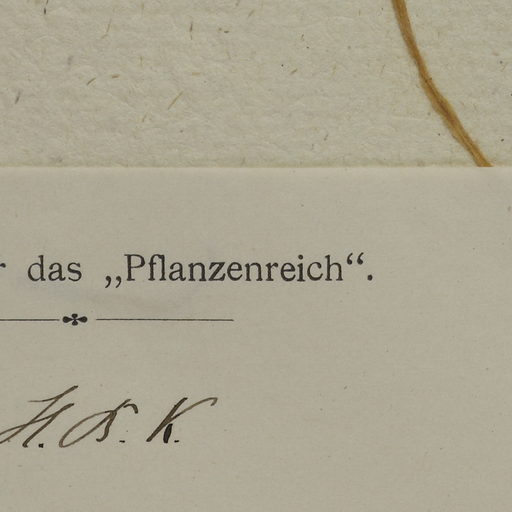 das „Pflanzenreich“.
H. B. K.